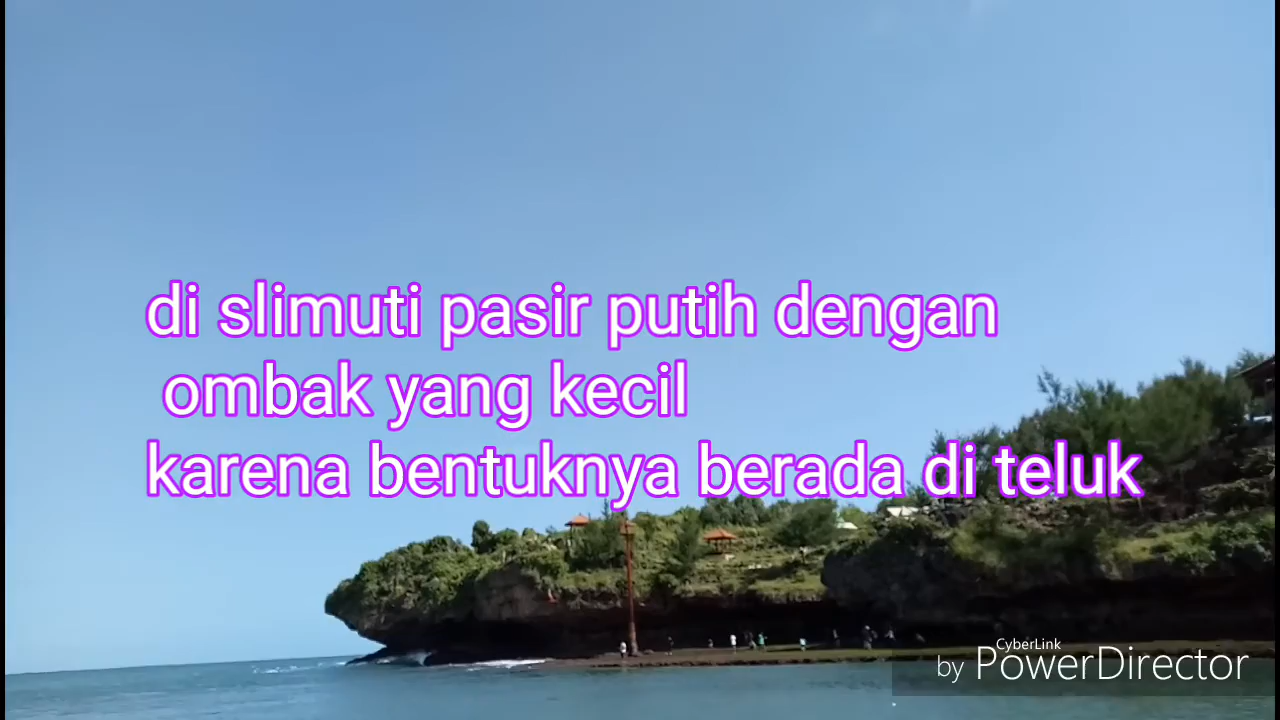 di slimuti pasir putih dengan
ombak yang kecil
karena bentuknya berada di teluk
CyberLink
by PowerDirector